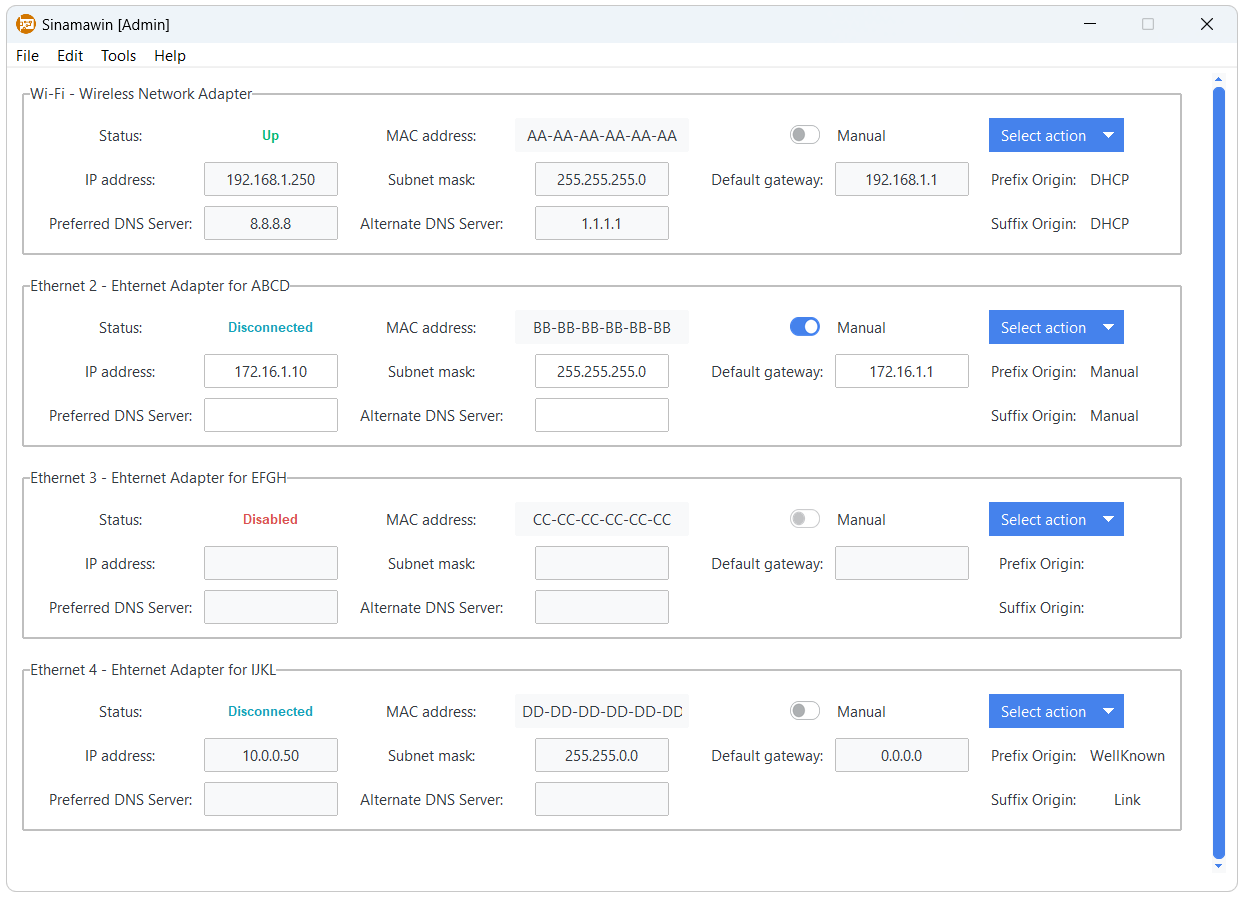 Sinamawin [Admin]
File Edit Tools Help
Wi-Fi - Wireless Network Adapter
Status: Up MAC address: AA-AA-AA-AA-AA-AA Manual Select action
IP address: 192.168.1.250 Subnet mask: 255.255.255.0 Default gateway: 192.168.1.1 Prefix Origin: DHCP
Preferred DNS Server: 8.8.8.8 Alternate DNS Server: 1.1.1.1 Suffix Origin: DHCP
Ethernet 2 - Ehternet Adapter for ABCD
Status: Disconnected MAC address: BB-BB-BB-BB-BB-BB Manual Select action
IP address: 172.16.1.10 Subnet mask: 255.255.255.0 Default gateway: 172.16.1.1 Prefix Origin: Manual
Preferred DNS Server: Alternate DNS Server: Suffix Origin: Manual
Ethernet 3 - Ehternet Adapter for EFGH
Status: Disabled MAC address: CC-CC-CC-CC-CC-CC Manual Select action
IP address: Subnet mask: Default gateway: Prefix Origin:
Preferred DNS Server: Alternate DNS Server: Suffix Origin:
Ethernet 4 - Ehternet Adapter for IJKL
Status: Disconnected MAC address: DD-DD-DD-DD-DD-DD Manual Select action
IP address: 10.0.0.50 Subnet mask: 255.255.0.0 Default gateway: 0.0.0.0 Prefix Origin: WellKnown
Preferred DNS Server: Alternate DNS Server: Suffix Origin: Link